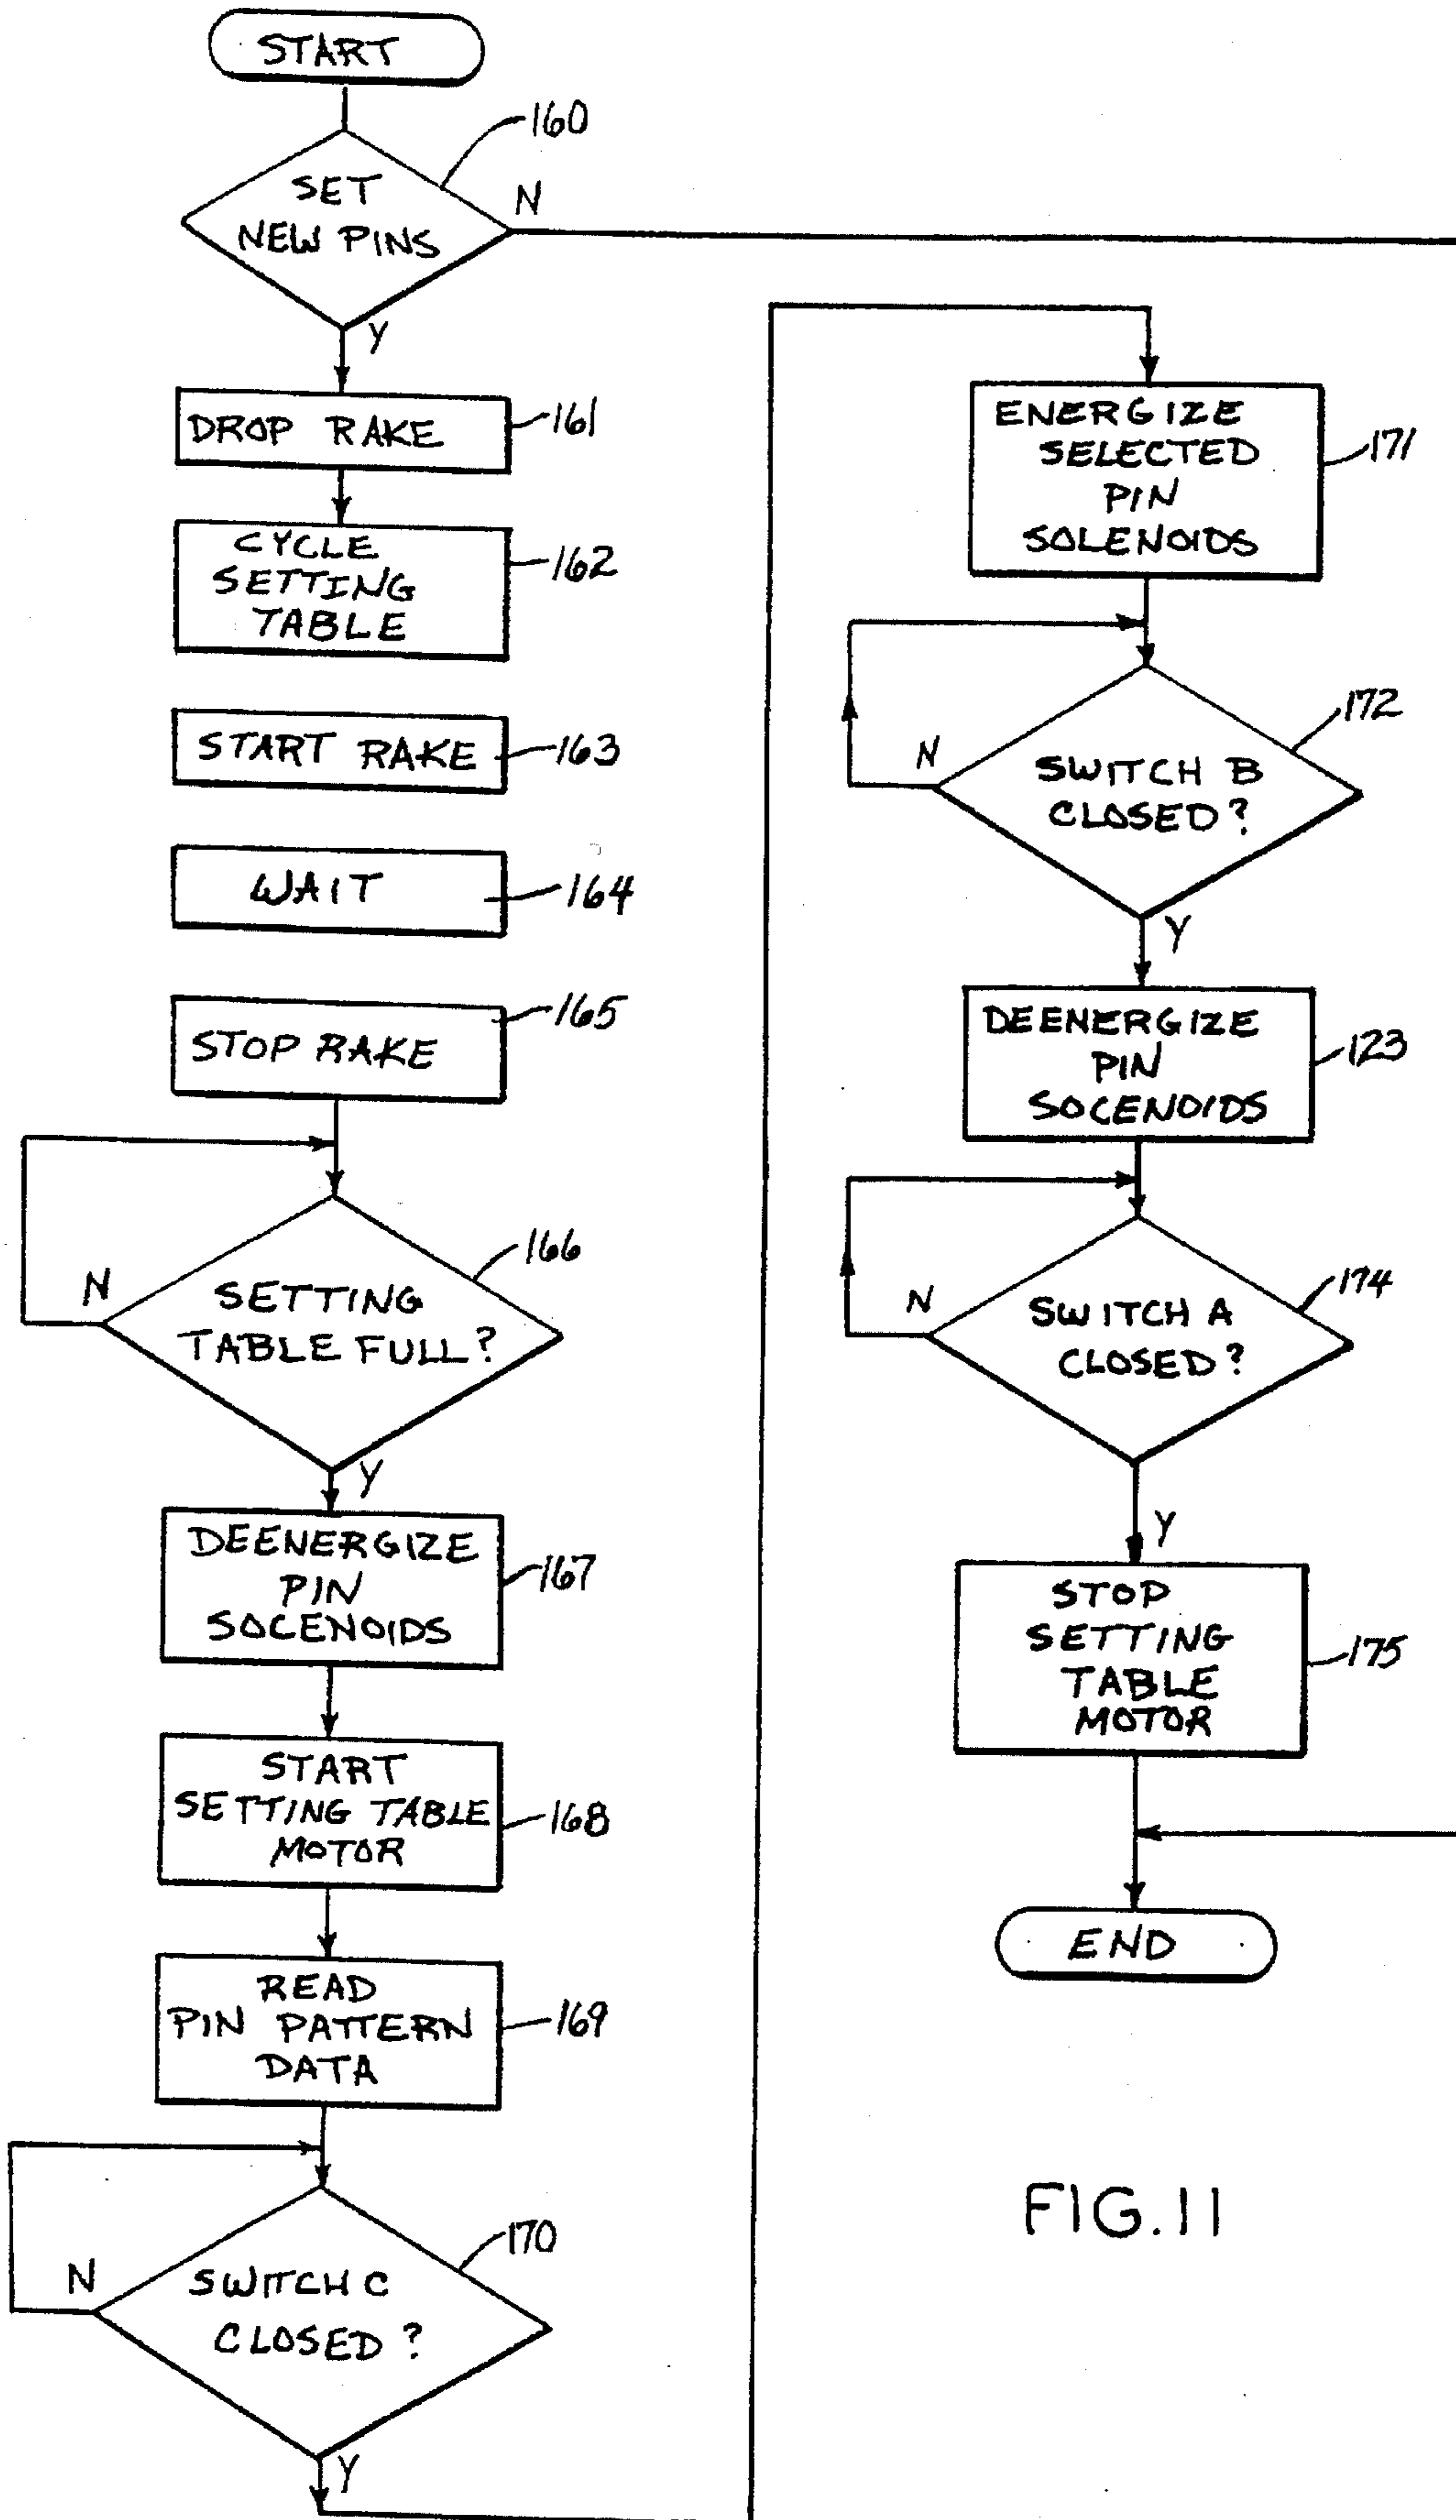 START
160
SET
NEW PINS
N
Y
DROP RAKE
161
CYCLE
SETTING
TABLE
162
START RAKE
163
WAIT
164
STOP RAKE
165
166
N
SETTING
TABLE FULL?
Y
DEENERGIZE
PIN
SOCENOIDS
167
START
SETTING TABLE
MOTOR
168
READ
PIN PATTERN
DATA
169
170
N
SWITCH C
CLOSED?
Y
ENERGIZE
SELECTED
PIN
SOLENOIDS
171
172
N
SWITCH B
CLOSED?
Y
DEENERGIZE
PIN
SOCENOIDS
123
174
N
SWITCH A
CLOSED?
Y
STOP
SETTING
TABLE
MOTOR
175
END
FIG.11